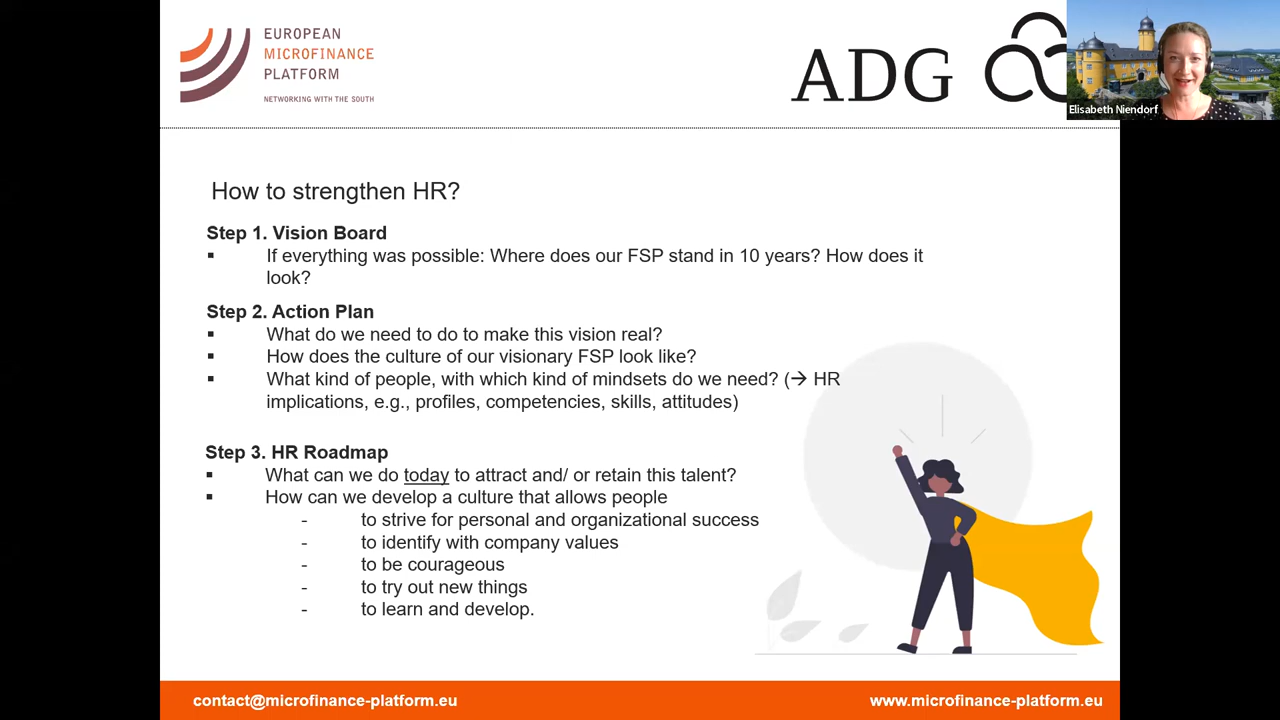 EUROPEAN
MICROFINANCE
PLATFORM
NETWORKING WITH THE SOUTH
ADG
Elisabeth Niendorf
How to strengthen HR?
Step 1. Vision Board
▪ If everything was possible: Where does our FSP stand in 10 years? How does it
look?
Step 2. Action Plan
▪ What do we need to do to make this vision real?
▪ How does the culture of our visionary FSP look like?
▪ What kind of people, with which kind of mindsets do we need? (→ HR
implications, e.g., profiles, competencies, skills, attitudes)
Step 3. HR Roadmap
▪ What can we do today to attract and/ or retain this talent?
▪ How can we develop a culture that allows people
- to strive for personal and organizational success
- to identify with company values
- to be courageous
- to try out new things
- to learn and develop.
contact@microfinance-platform.eu
www.microfinance-platform.eu